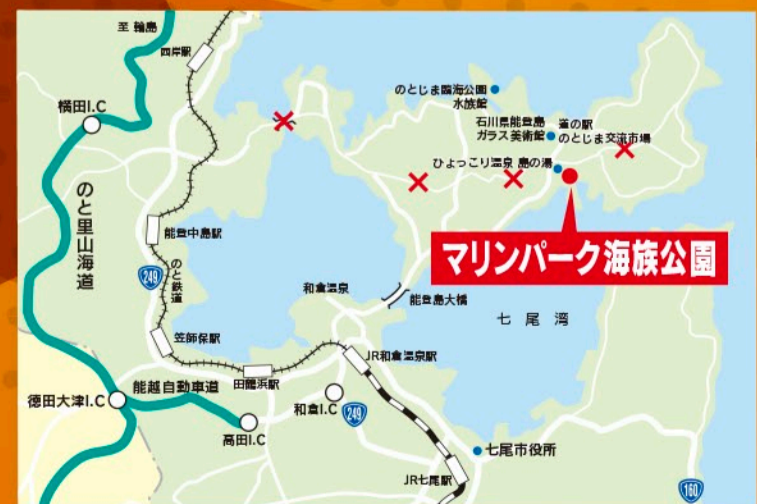 至 輪島
西岸駅
横田I.C
のと里山海道
能登中島駅
249
のと鉄道
笠師保駅
田鶴浜駅
能越自動車道
徳田大津I.C
高田I.C
和倉I.C
249
和倉温泉
JR和倉温泉駅
能登島大橋
七尾湾
七尾市役所
JR七尾駅
160
のとじま臨海公園
水族館
石川県能登島
ガラス美術館
道の駅
のとじま交流市場
ひょっこり温泉 島の湯
マリンパーク海族公園